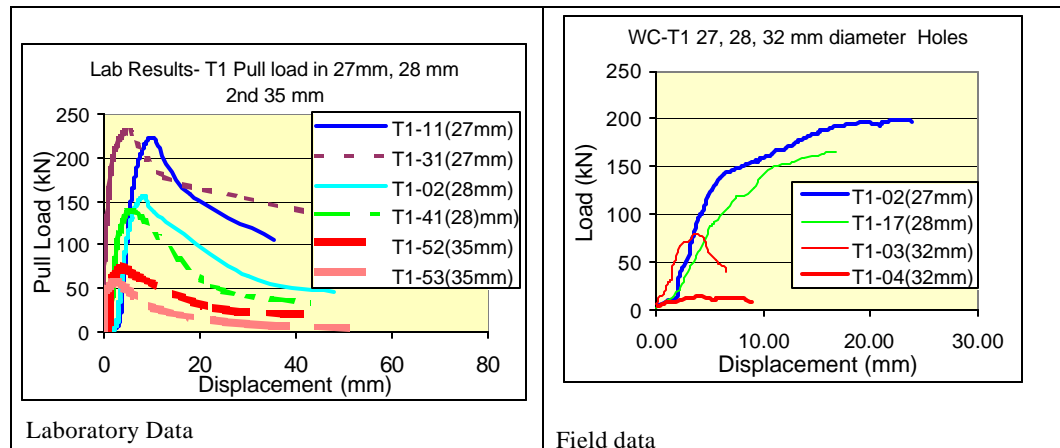 Lab Results- T1 Pull load in 27mm, 28 mm
2nd 35 mm
Pull Load (kN)
250
200
150
100
50
0
T1-11(27mm)
T1-31(27mm)
T1-02(28mm)
T1-41(28)mm)
T1-52(35mm)
T1-53(35mm)
0 20 40 60 80
Displacement (mm)
Laboratory Data
WC-T1 27, 28, 32 mm diameter Holes
Load (kN)
250
200
150
100
50
0
T1-02(27mm)
T1-17(28mm)
T1-03(32mm)
T1-04(32mm)
0.00 10.00 20.00 30.00
Displacement (mm)
Field data